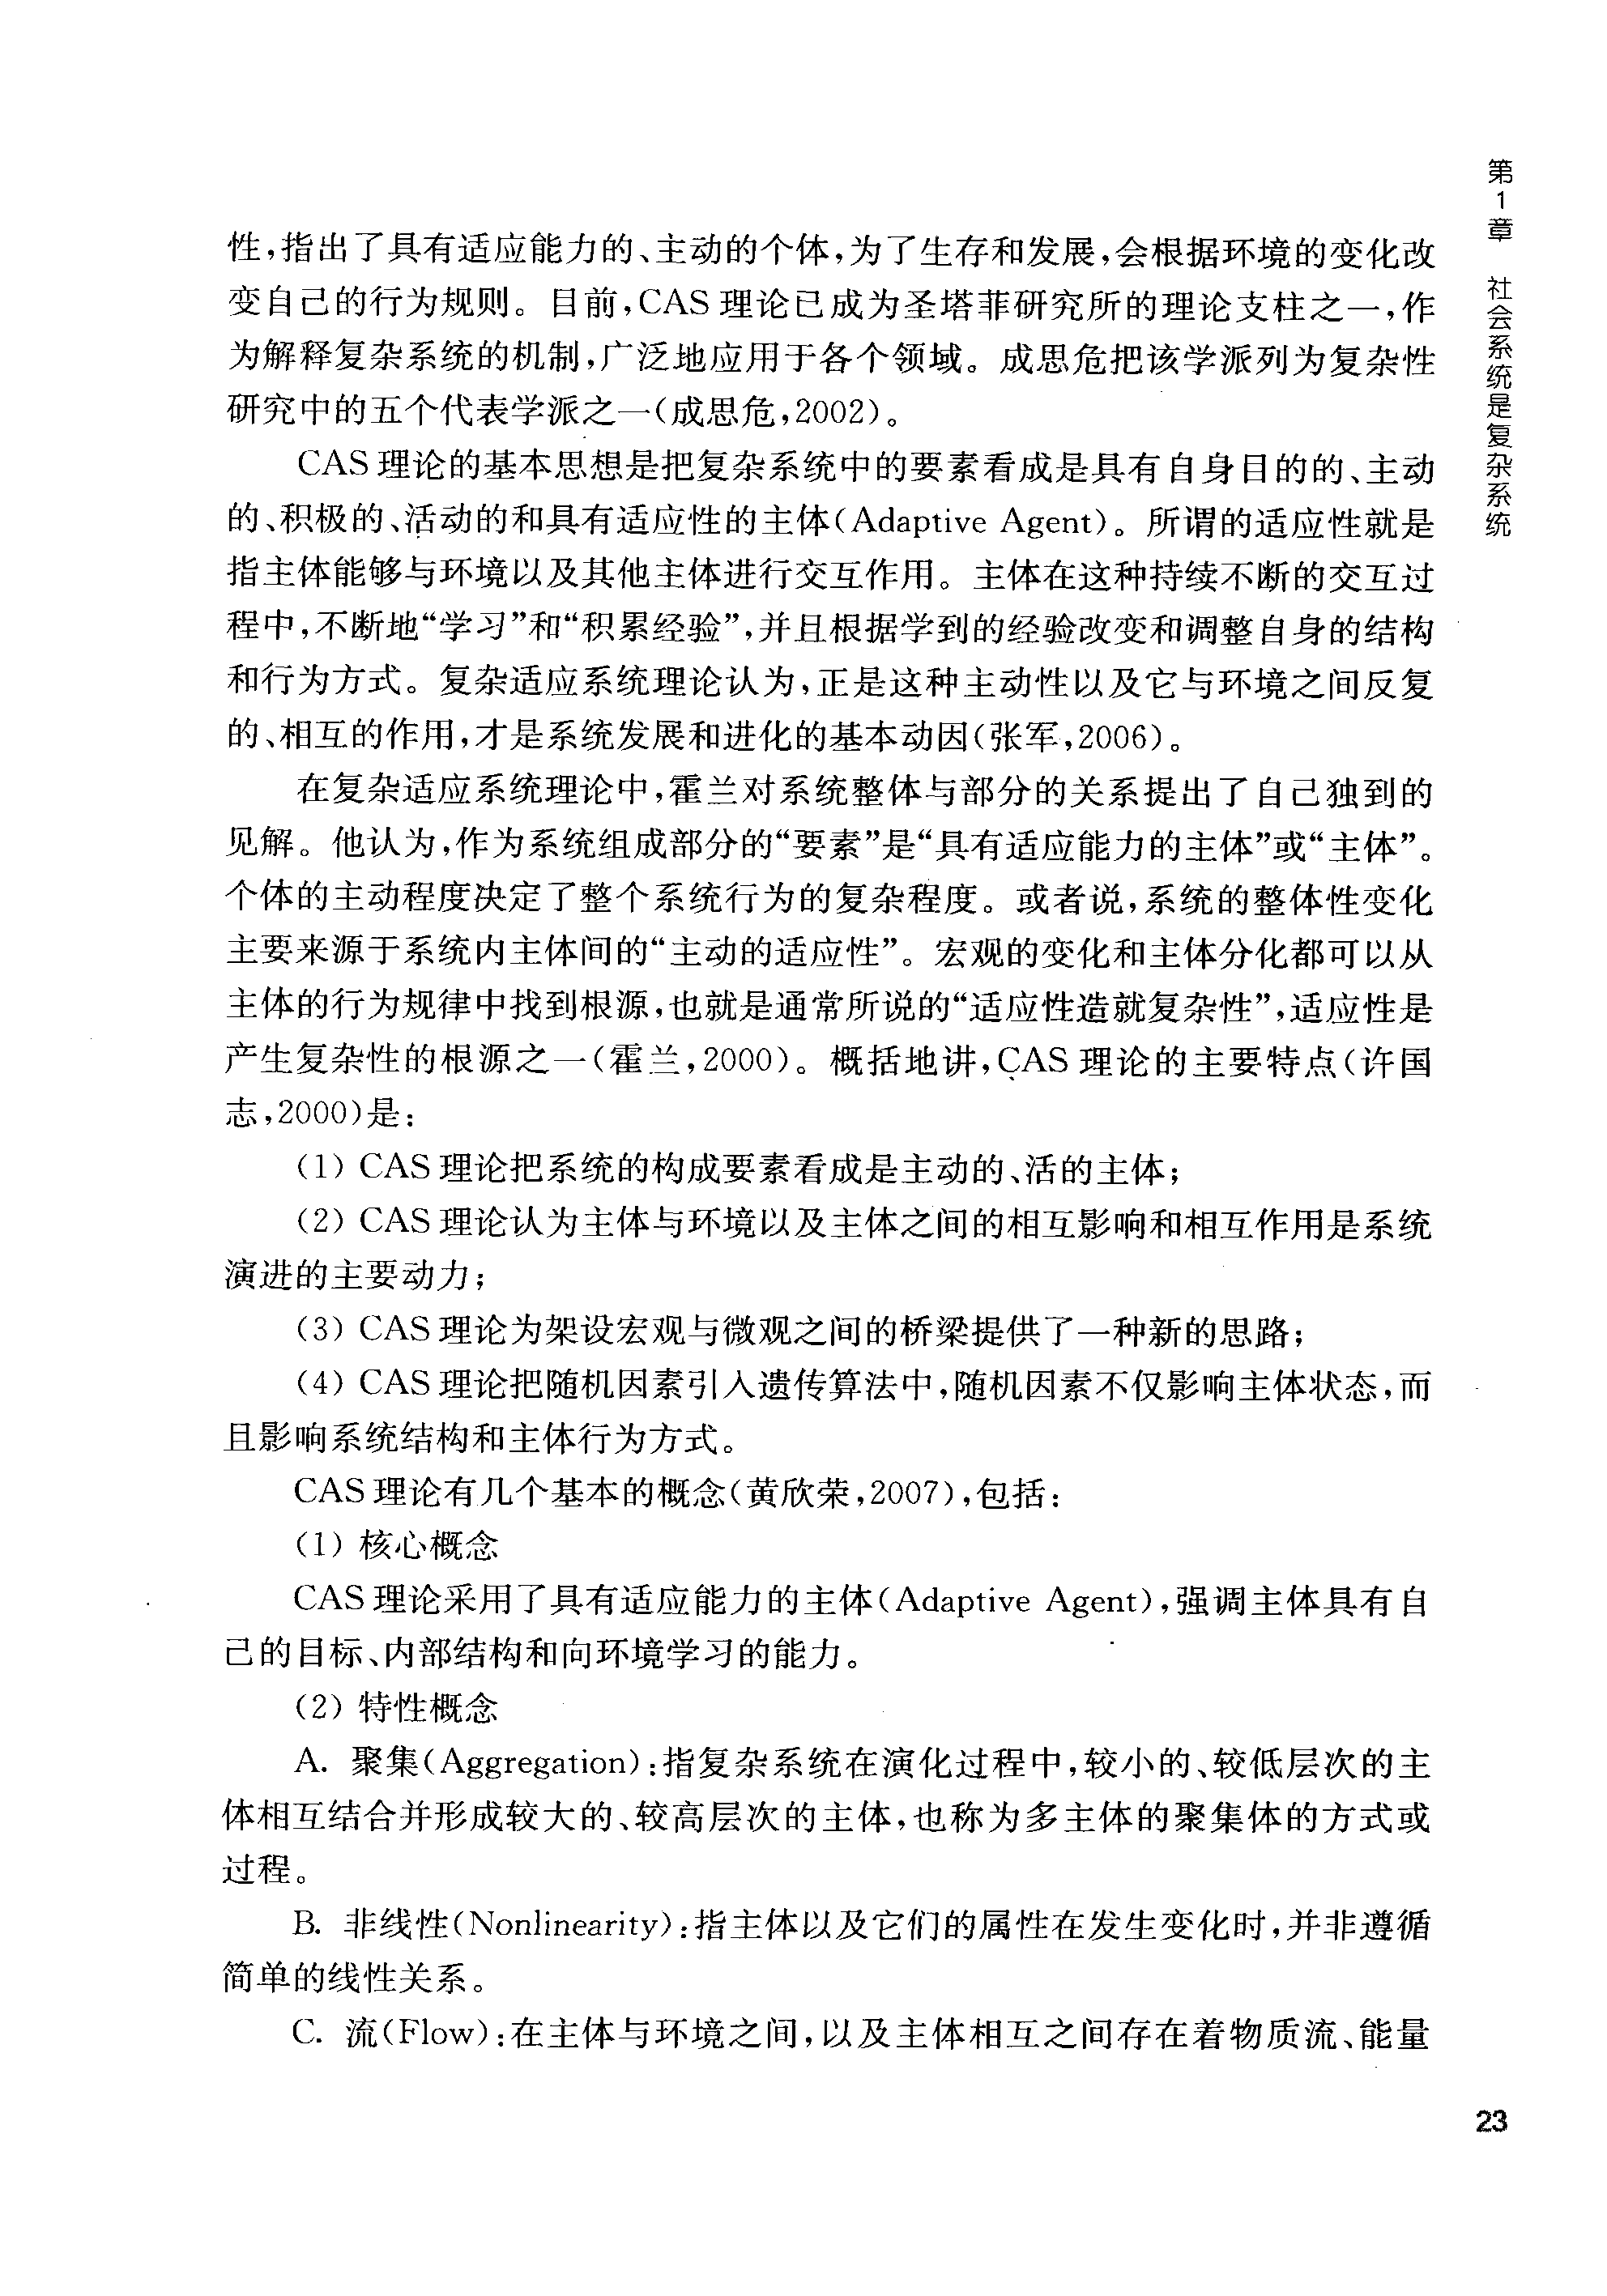 第1章 社会系统是复杂系统
性，指出了具有适应能力的、主动的个体，为了生存和发展，会根据环境的变化改
变自己的行为规则。目前，CAS 理论已成为圣塔菲研究所的理论支柱之一，作
为解释复杂系统的机制，广泛地应用于各个领域。成思危把该学派列为复杂性
研究中的五个代表学派之一（成思危，2002）。
CAS 理论的基本思想是把复杂系统中的要素看成是具有自身目的的、主动
的、积极的、活动的和具有适应性的主体（Adaptive Agent）。所谓的适应性就是
指主体能够与环境以及其他主体进行交互作用。主体在这种持续不断的交互过
程中，不断地“学习”和“积累经验”，并且根据学到的经验改变和调整自身的结构
和行为方式。复杂适应系统理论认为，正是这种主动性以及它与环境之间反复
的、相互的作用，才是系统发展和进化的基本动因（张军，2006）。
在复杂适应系统理论中，霍兰对系统整体与部分的关系提出了自己独到的
见解。他认为，作为系统组成部分的“要素”是“具有适应能力的主体”或“主体”。
个体的主动程度决定了整个系统行为的复杂程度。或者说，系统的整体性变化
主要来源于系统内主体间的“主动的适应性”。宏观的变化和主体分化都可以从
主体的行为规律中找到根源，也就是通常所说的“适应性造就复杂性”，适应性是
产生复杂性的根源之一（霍兰，2000）。概括地讲，CAS 理论的主要特点（许国
志，2000）是：
（1） CAS 理论把系统的构成要素看成是主动的、活的主体；
（2） CAS 理论认为主体与环境以及主体之间的相互影响和相互作用是系统
演进的主要动力；
（3） CAS 理论为架设宏观与微观之间的桥梁提供了一种新的思路；
（4） CAS 理论把随机因素引入遗传算法中，随机因素不仅影响主体状态，而
且影响系统结构和主体行为方式。
CAS 理论有几个基本的概念（黄欣荣，2007），包括：
（1） 核心概念
CAS 理论采用了具有适应能力的主体（Adaptive Agent），强调主体具有自
己的目标、内部结构和向环境学习的能力。
（2） 特性概念
A. 聚集（Aggregation）：指复杂系统在演化过程中，较小的、较低层次的主
体相互结合并形成较大的、较高层次的主体，也称为多主体的聚集体的方式或
过程。
B. 非线性（Nonlinearity）：指主体以及它们的属性在发生变化时，并非遵循
简单的线性关系。
C. 流（Flow）：在主体与环境之间，以及主体相互之间存在着物质流、能量
23